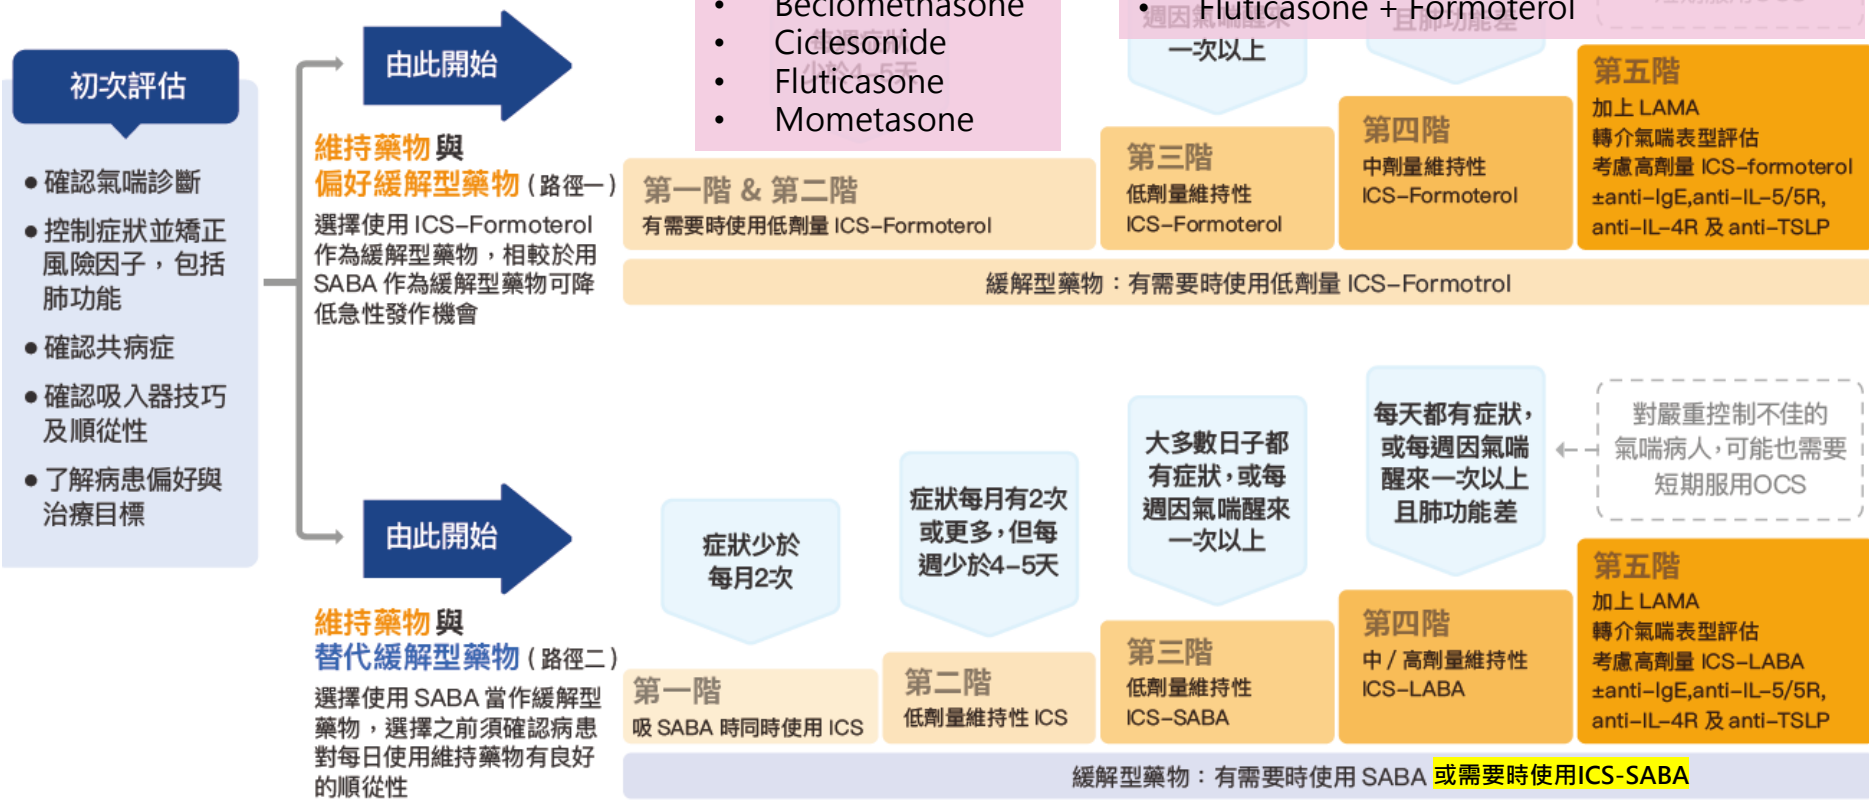 初次評估
● 確認氣喘診斷
● 控制症狀並矯正
風險因子，包括
肺功能
● 確認共病症
● 確認吸入器技巧
及順從性
● 了解病患偏好與
治療目標
由此開始
維持藥物 與
偏好緩解型藥物 ( 路徑一 )
選擇使用 ICS-Formoterol
作為緩解型藥物，相較於用
SABA 作為緩解型藥物可降
低急性發作機會
• Beclomethasone
• Ciclesonide
• Fluticasone
• Mometasone
少於4-5天
• Fluticasone + Formoterol
週因氣喘醒來
一次以上
且肺功能差
短期服用OCS
第一階 & 第二階
有需要時使用低劑量 ICS-Formoterol
第三階
低劑量維持性
ICS-Formoterol
第四階
中劑量維持性
ICS-Formoterol
第五階
加上 LAMA
轉介氣喘表型評估
考慮高劑量 ICS-formoterol
±anti-IgE,anti-IL-5/5R,
anti-IL-4R 及 anti-TSLP
緩解型藥物：有需要時使用低劑量 ICS-Formotrol
由此開始
維持藥物 與
替代緩解型藥物 ( 路徑二 )
選擇使用 SABA 當作緩解型
藥物，選擇之前須確認病患
對每日使用維持藥物有良好
的順從性
症狀少於
每月2次
症狀每月有2次
或更多，但每
週少於4-5天
大多數日子都
有症狀，或每
週因氣喘醒來
一次以上
每天都有症狀，
或每週因氣喘
醒來一次以上
且肺功能差
對嚴重控制不佳的
氣喘病人，可能也需要
短期服用OCS
第一階
吸 SABA 時同時使用 ICS
第二階
低劑量維持性 ICS
第三階
低劑量維持性
ICS-SABA
第四階
中 / 高劑量維持性
ICS-LABA
第五階
加上 LAMA
轉介氣喘表型評估
考慮高劑量 ICS-LABA
±anti-IgE,anti-IL-5/5R,
anti-IL-4R 及 anti-TSLP
緩解型藥物：有需要時使用 SABA 或需要時使用ICS-SABA